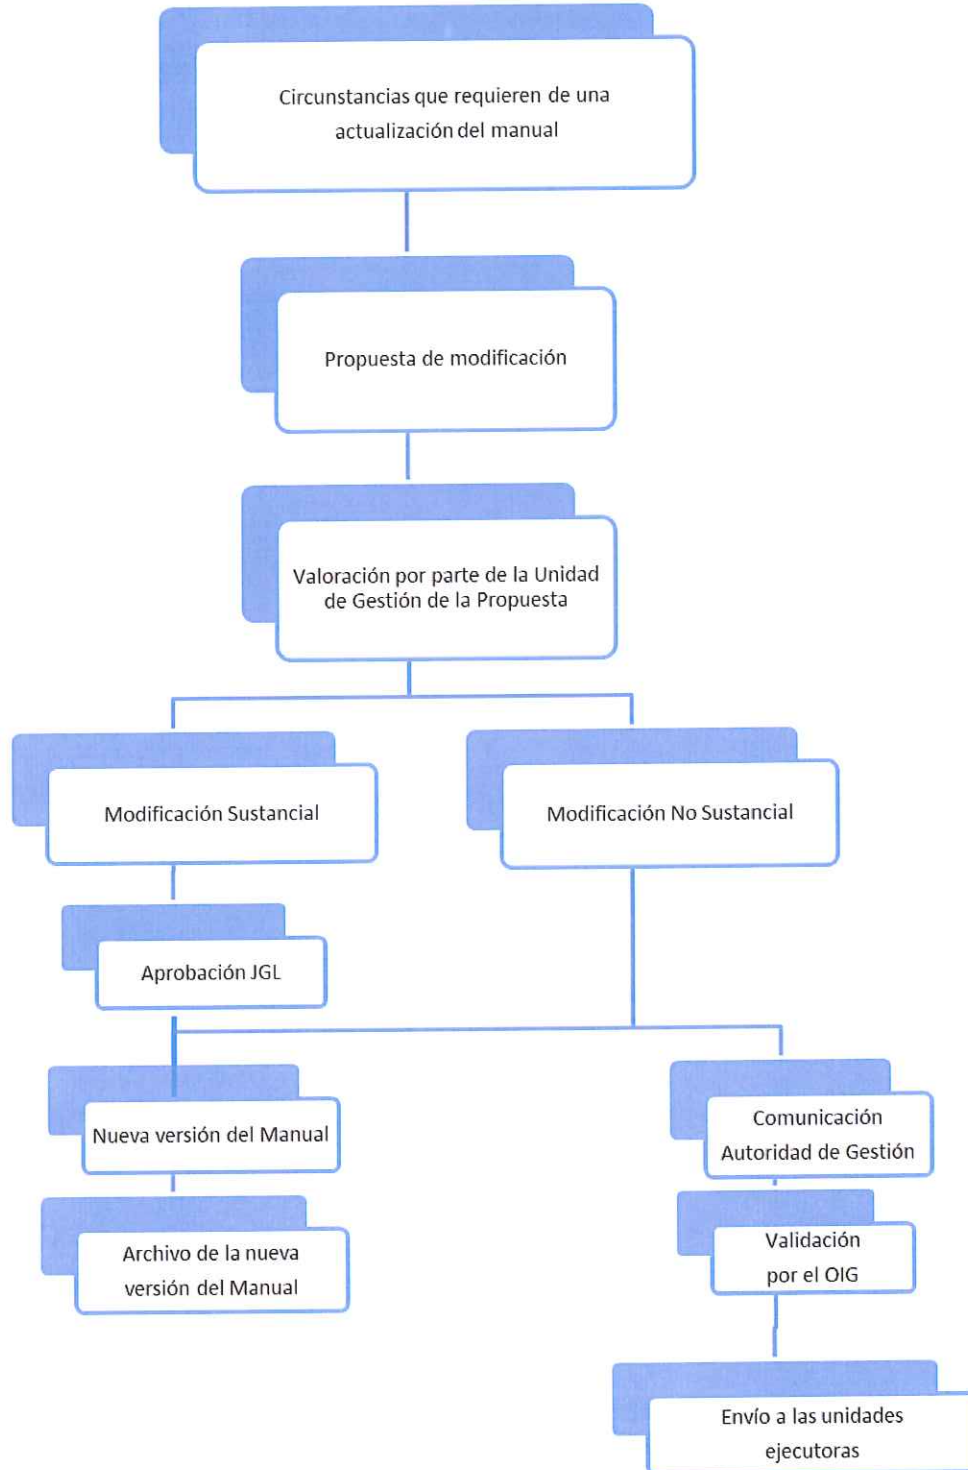 Circunstancias que requieren de una
actualización del manual
Propuesta de modificación
Valoración por parte de la Unidad
de Gestión de la Propuesta
Modificación Sustancial
Modificación No Sustancial
Aprobación JGL
Nueva versión del Manual
Comunicación
Autoridad de Gestión
Archivo de la nueva
versión del Manual
Validación
por el OIG
Envío a las unidades
ejecutoras